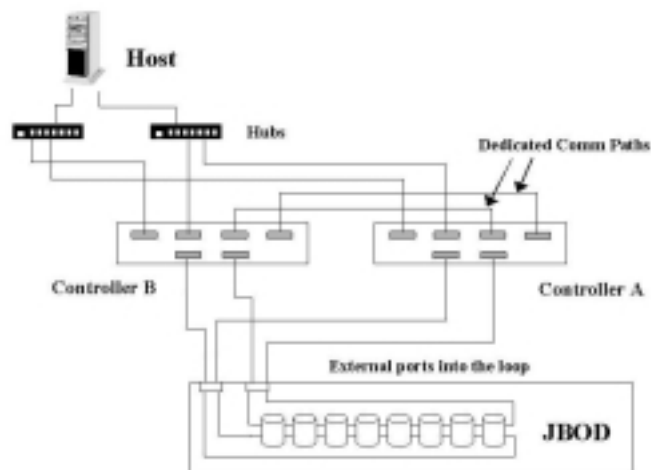 Host
Hubs
Dedicated Comm Paths
Controller B
Controller A
External ports into the loop
JBOD